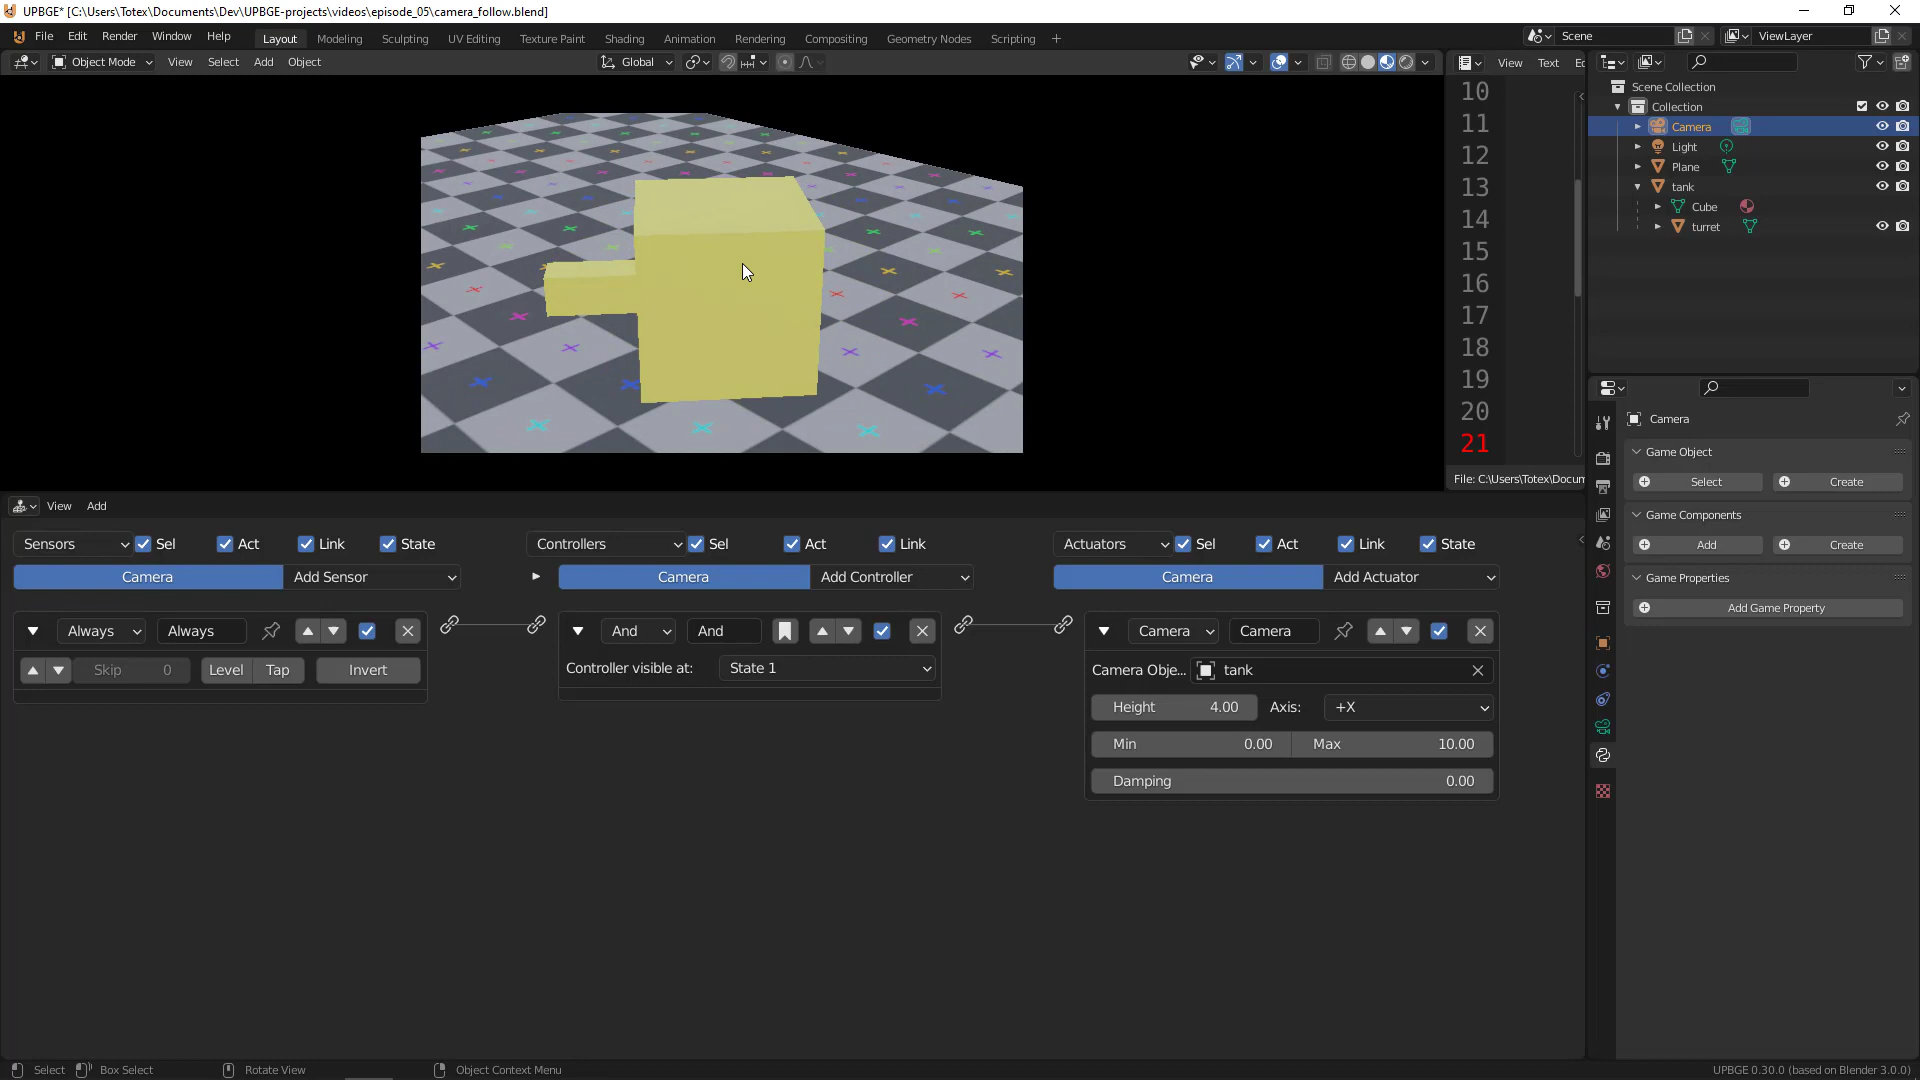 UPBGE* [C:\Users\Totex\Documents\Dev\UPBGE-projects\videos\episode_05\camera_follow.blend]
File Edit Render Window Help Layout Modeling Sculpting UV Editing Texture Paint Shading Animation Rendering Compositing Geometry Nodes Scripting + Scene ViewLayer
Object Mode View Select Add Object Global View Text
Scene Collection
Collection
Camera
Light
Plane
tank
Cube
turret
10
11
12
13
14
15
16
17
18
19
20
21
File: C:\Users\Totex\Docum
Camera
Game Object
Select Create
Game Components
Add Create
Game Properties
Add Game Property
View Add
Sensors Sel Act Link State Controllers Sel Act Link Actuators Sel Act Link State
Camera Add Sensor Camera Add Controller Camera Add Actuator
Always Always And And Camera Camera
Skip 0 Level Tap Invert Controller visible at: State 1 Camera Obje... tank
Height 4.00 Axis: +X
Min 0.00 Max 10.00
Damping 0.00
Select Box Select Rotate View Object Context Menu UPBGE 0.30.0 (based on Blender 3.0.0)